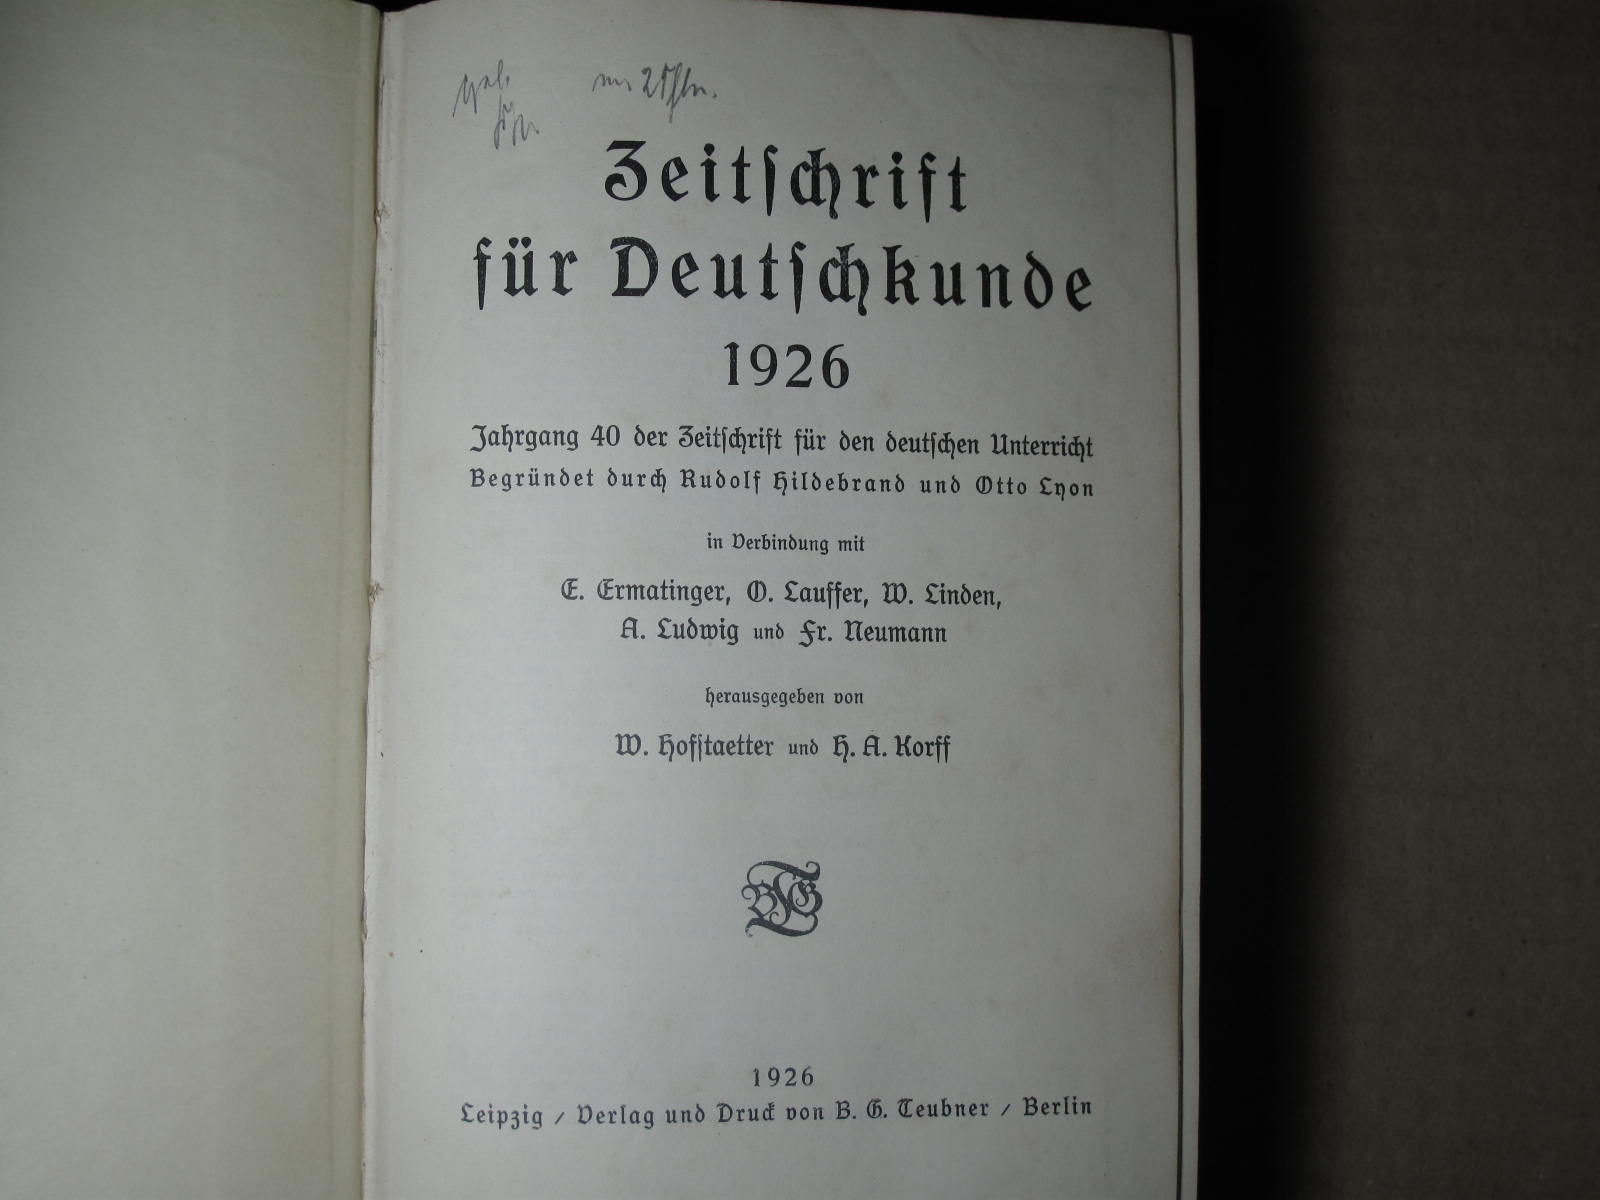 Zeitſchrift
für Deutſchkunde
1926
Jahrgang 40 der Zeitſchrift für den deutſchen Unterricht
Begründet durch Rudolf Hildebrand und Otto Lyon
in Verbindung mit
E. Ermatinger, O. Lauffer, W. Linden,
A. Ludwig und Fr. Neumann
herausgegeben von
W. Hofſtaetter und H. A. Korff
BTG
1926
Leipzig / Verlag und Druck von B. G. Teubner / Berlin